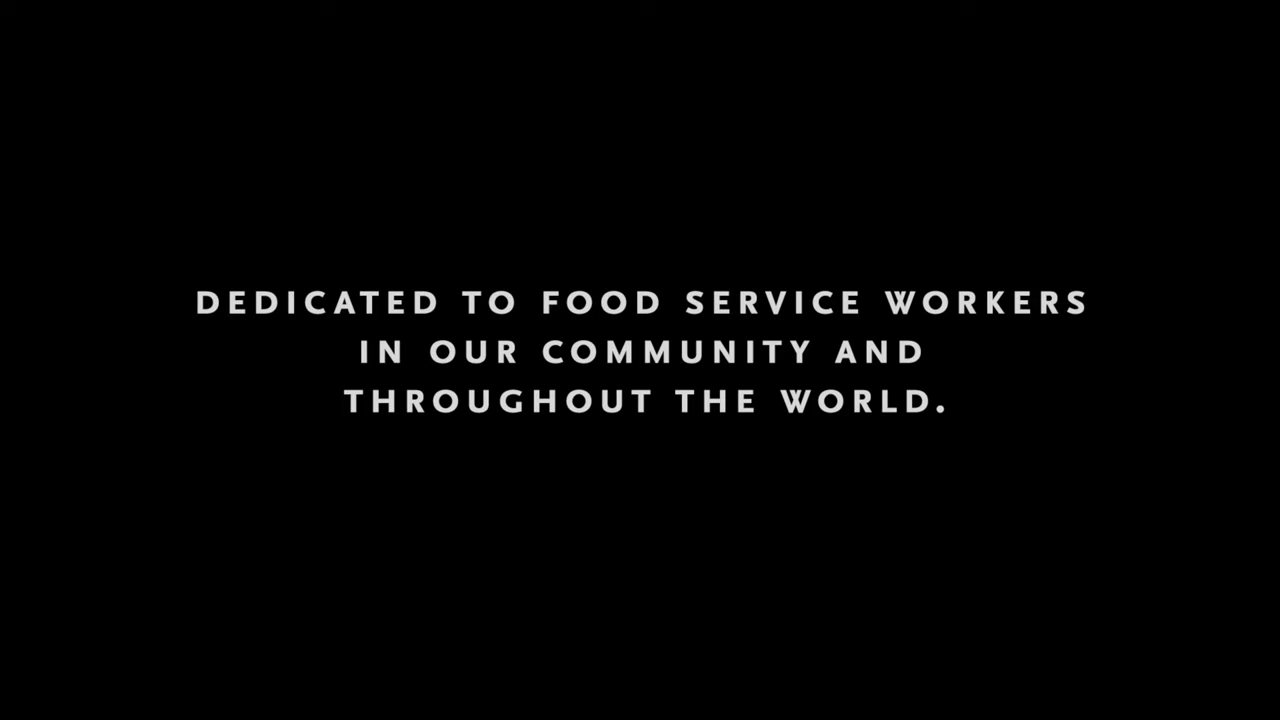 DEDICATED TO FOOD SERVICE WORKERS
IN OUR COMMUNITY AND
THROUGHOUT THE WORLD.